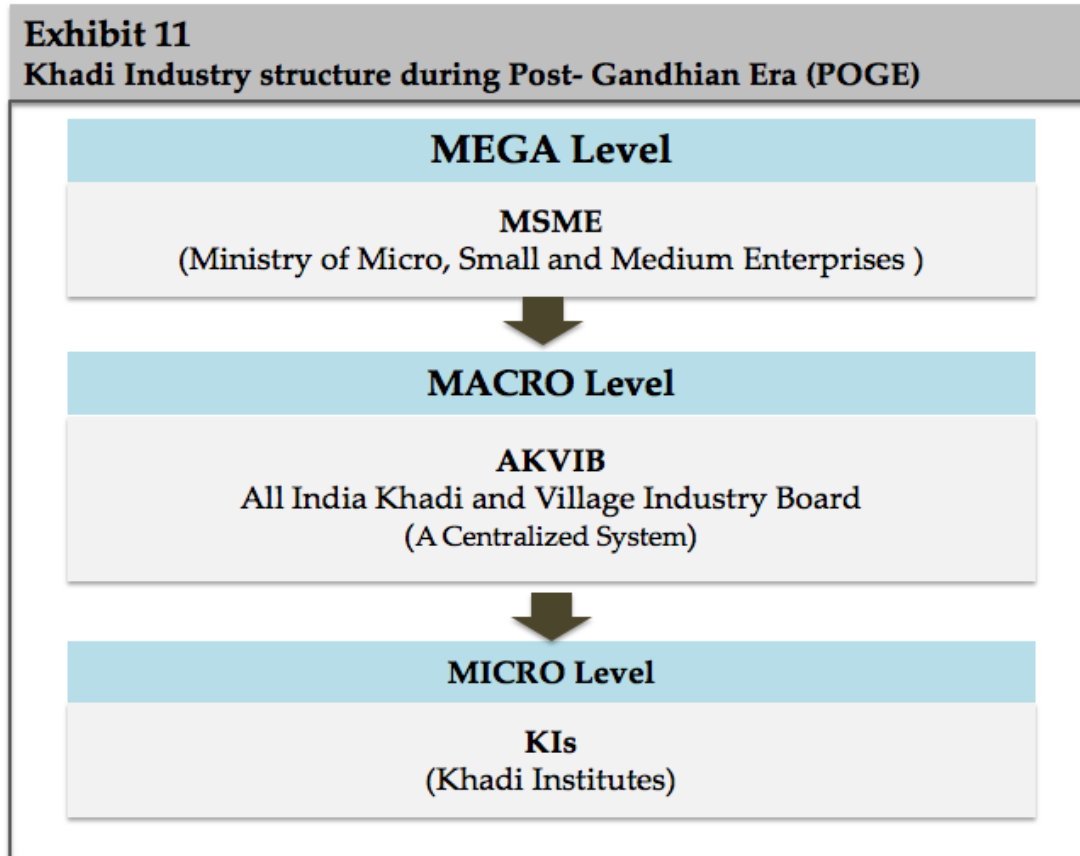 Exhibit 11
Khadi Industry structure during Post- Gandhian Era (POGE)
MEGA Level
MSME
(Ministry of Micro, Small and Medium Enterprises )
MACRO Level
AKVIB
All India Khadi and Village Industry Board
(A Centralized System)
MICRO Level
KIs
(Khadi Institutes)